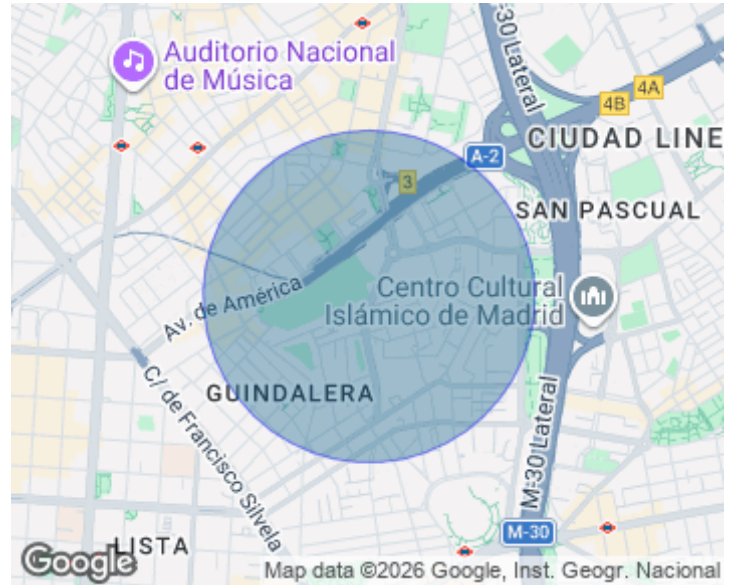 Auditorio Nacional
de Música
M-30 Lateral
4A
4B
CIUDAD LINE
A-2
3
SAN PASCUAL
Centro Cultural
Islámico de Madrid
Av. de América
GUINDALERA
C/ de Francisco Silvela
M-30 Lateral
M-30
LISTA
Google
Map data ©2026 Google, Inst. Geogr. Nacional